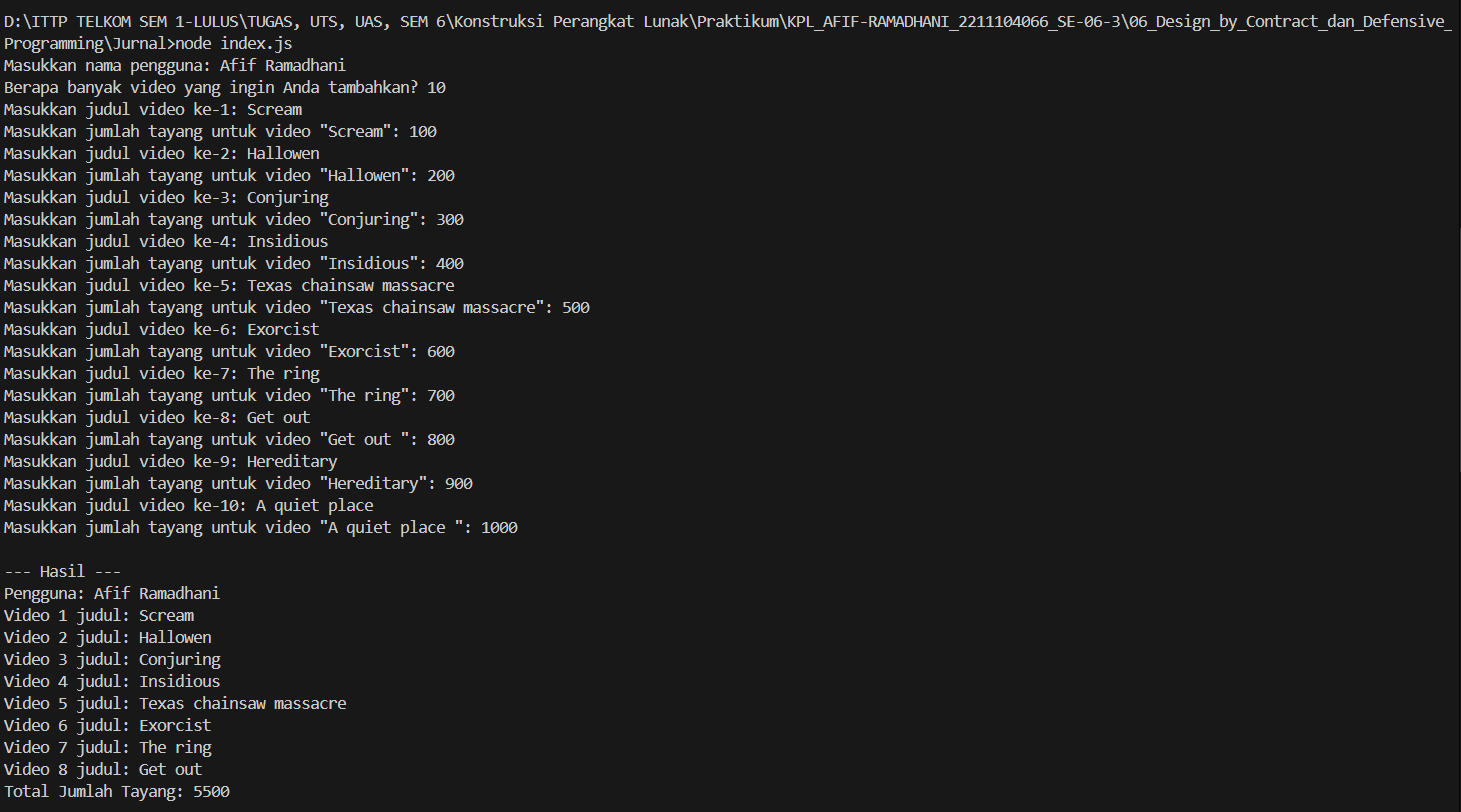 D:\ITTP TELKOM SEM 1-LULUS\TUGAS, UTS, UAS, SEM 6\Konstruksi Perangkat Lunak\Praktikum\KPL_AFIF-RAMADHANI_2211104066_SE-06-3\06_Design_by_Contract_dan_Defensive_
Programming\Jurnal>node index.js
Masukkan nama pengguna: Afif Ramadhani
Berapa banyak video yang ingin Anda tambahkan? 10
Masukkan judul video ke-1: Scream
Masukkan jumlah tayang untuk video "Scream": 100
Masukkan judul video ke-2: Hallowen
Masukkan jumlah tayang untuk video "Hallowen": 200
Masukkan judul video ke-3: Conjuring
Masukkan jumlah tayang untuk video "Conjuring": 300
Masukkan judul video ke-4: Insidious
Masukkan jumlah tayang untuk video "Insidious": 400
Masukkan judul video ke-5: Texas chainsaw massacre
Masukkan jumlah tayang untuk video "Texas chainsaw massacre": 500
Masukkan judul video ke-6: Exorcist
Masukkan jumlah tayang untuk video "Exorcist": 600
Masukkan judul video ke-7: The ring
Masukkan jumlah tayang untuk video "The ring": 700
Masukkan judul video ke-8: Get out
Masukkan jumlah tayang untuk video "Get out ": 800
Masukkan judul video ke-9: Hereditary
Masukkan jumlah tayang untuk video "Hereditary": 900
Masukkan judul video ke-10: A quiet place
Masukkan jumlah tayang untuk video "A quiet place ": 1000
--- Hasil ---
Pengguna: Afif Ramadhani
Video 1 judul: Scream
Video 2 judul: Hallowen
Video 3 judul: Conjuring
Video 4 judul: Insidious
Video 5 judul: Texas chainsaw massacre
Video 6 judul: Exorcist
Video 7 judul: The ring
Video 8 judul: Get out
Total Jumlah Tayang: 5500